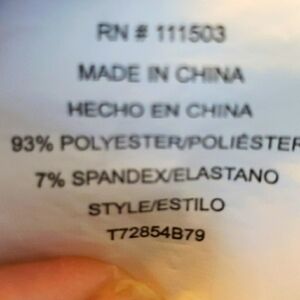 RN # 111503
MADE IN CHINA
HECHO EN CHINA
93% POLYESTER/POLIÉSTER
7% SPANDEX/ELASTANO
STYLE/ESTILO
T72854B79